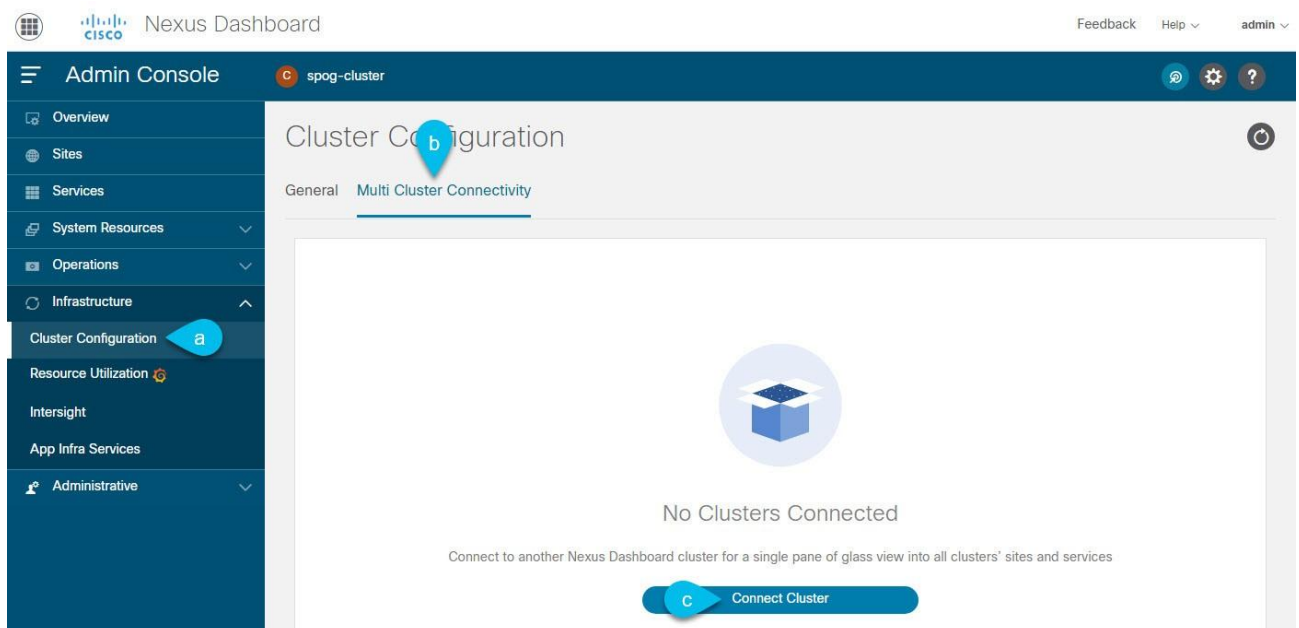 CISCO Nexus Dashboard Feedback Help admin
Admin Console C spog-cluster ?
Overview
Sites
Services
System Resources
Operations
Infrastructure
Cluster Configuration a
Resource Utilization
Intersight
App Infra Services
Administrative
Cluster Configuration
b
General Multi Cluster Connectivity
No Clusters Connected
Connect to another Nexus Dashboard cluster for a single pane of glass view into all clusters' sites and services
c Connect Cluster